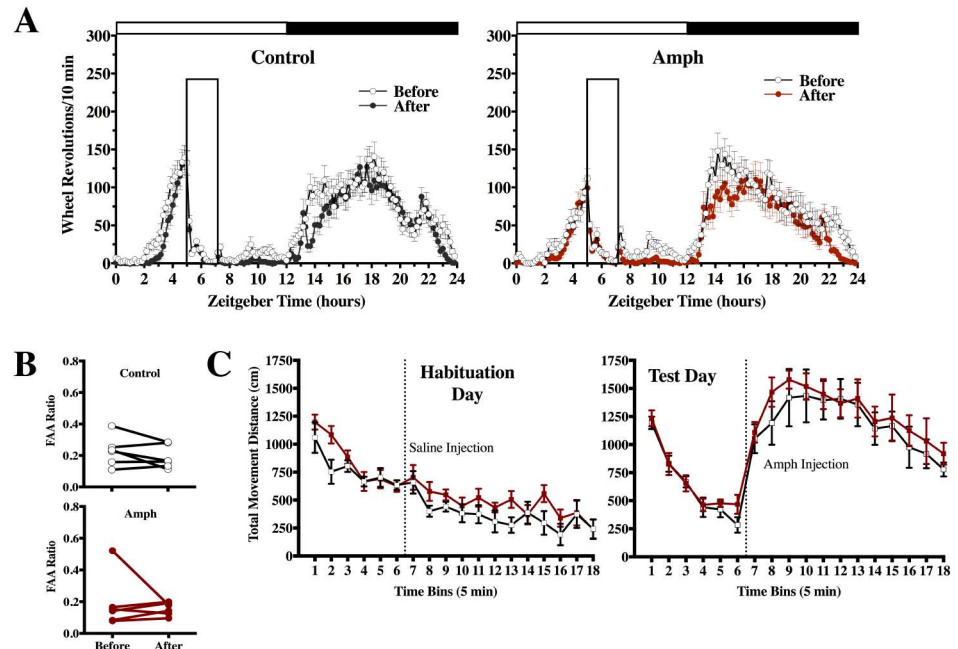 A
Control
Before
After
Wheel Revolutions/10 min
300
250
200
150
100
50
0
0 2 4 6 8 10 12 14 16 18 20 22 24
Zeitgeber Time (hours)
Amph
Before
After
300
250
200
150
100
50
0
0 2 4 6 8 10 12 14 16 18 20 22 24
Zeitgeber Time (hours)
B
Control
FAA Ratio
0.8
0.6
0.4
0.2
0.0
Amph
FAA Ratio
0.8
0.6
0.4
0.2
0.0
Before After
C
Habituation
Day
Saline Injection
Total Movement Distance (cm)
1750
1500
1250
1000
750
500
250
0
1 2 3 4 5 6 7 8 9 10 11 12 13 14 15 16 17 18
Time Bins (5 min)
Test Day
Amph Injection
1750
1500
1250
1000
750
500
250
0
1 2 3 4 5 6 7 8 9 10 11 12 13 14 15 16 17 18
Time Bins (5 min)